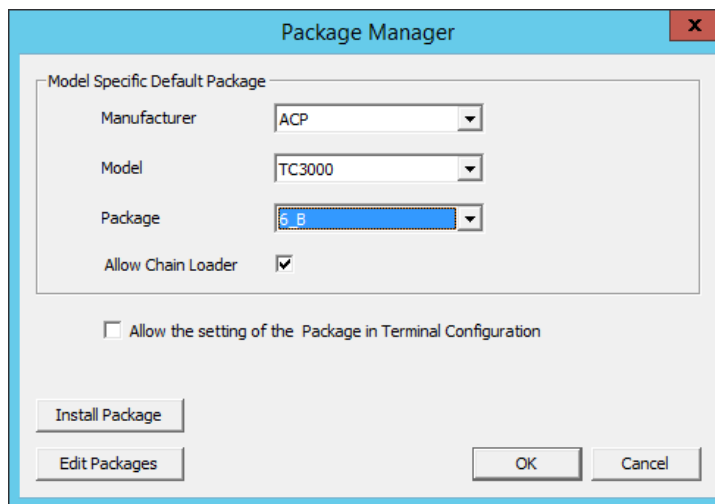 Package Manager
x
Model Specific Default Package
Manufacturer ACP
Model TC3000
Package 6_B
Allow Chain Loader
Allow the setting of the Package in Terminal Configuration
Install Package
Edit Packages OK Cancel